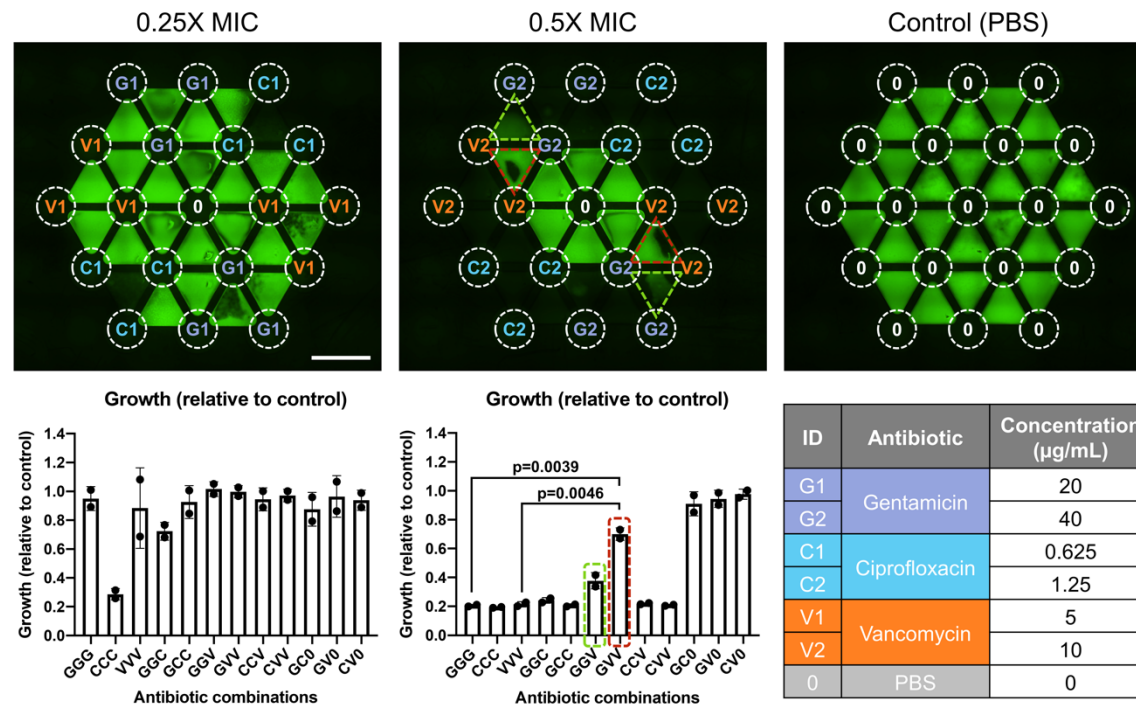 0.25X MIC
G1 G1 C1
V1 G1 C1 C1
V1 V1 0 V1 V1
C1 C1 G1 V1
C1 G1 G1
0.5X MIC
G2 G2 C2
V2 G2 C2 C2
V2 V2 0 V2 V2
C2 C2 G2 V2
C2 G2 G2
Control (PBS)
0 0 0
0 0 0 0
0 0 0 0 0
0 0 0 0
0 0 0
Growth (relative to control)
Growth (relative to control)
1.4
1.2
1.0
0.8
0.6
0.4
0.2
0.0
GGG CCC VVV GGC GCC GGV GVV CCV CVV GC0 GV0 CV0
Antibiotic combinations
Growth (relative to control)
Growth (relative to control)
1.4
1.2
1.0
0.8
0.6
0.4
0.2
0.0
p=0.0039
p=0.0046
GGG CCC VVV GGC GCC GGV GVV CCV CVV GC0 GV0 CV0
Antibiotic combinations
ID Antibiotic Concentration
(µg/mL)
G1 Gentamicin 20
G2 40
C1 Ciprofloxacin 0.625
C2 1.25
V1 Vancomycin 5
V2 10
0 PBS 0